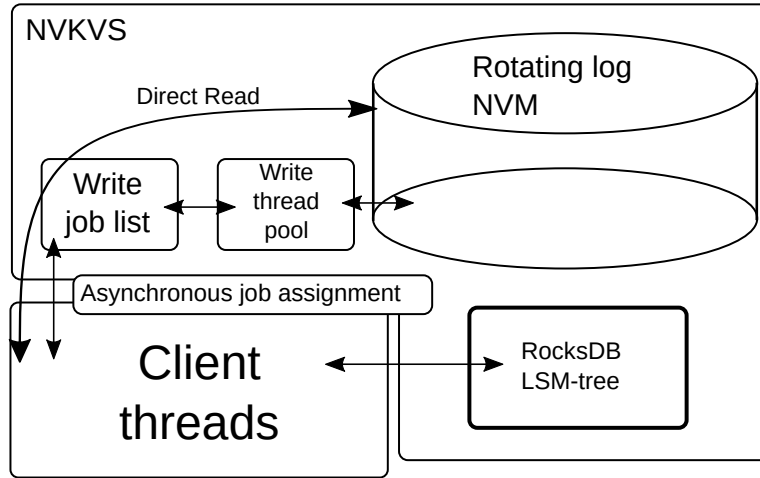 NVKVS
Rotating log
NVM
Direct Read
Write
job list
Write
thread
pool
Asynchronous job assignment
Client
threads
RocksDB
LSM-tree